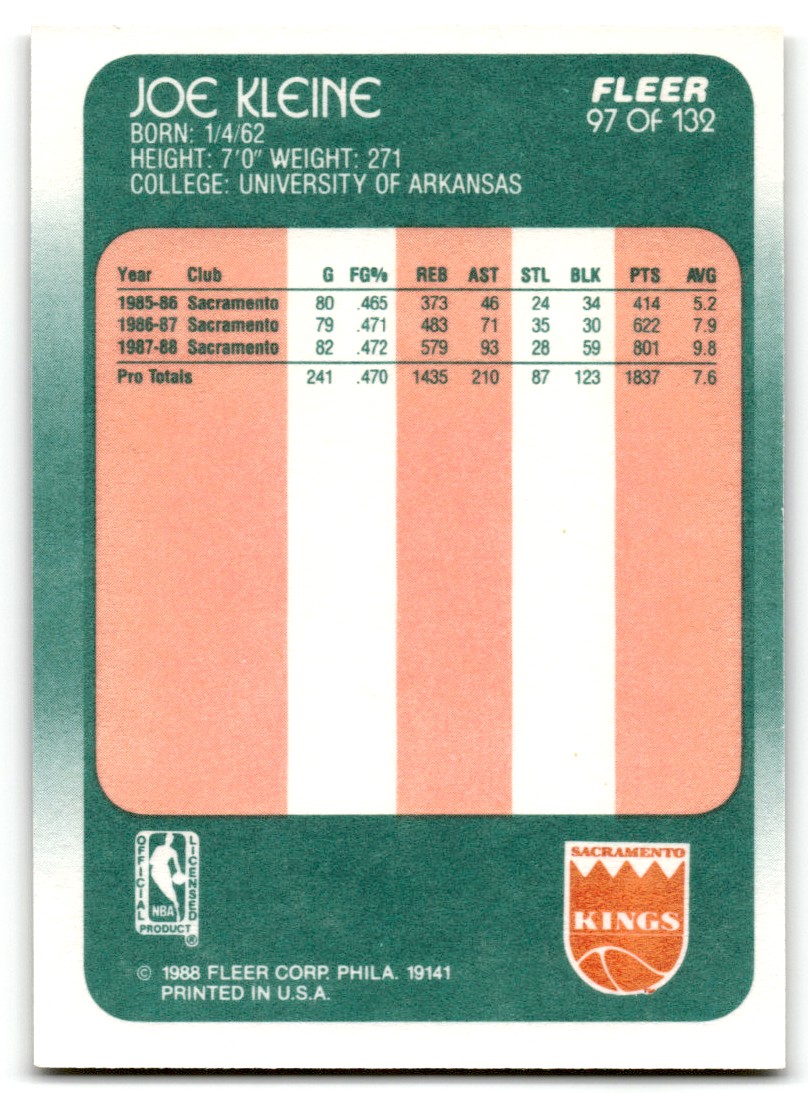 JOE KLEINE
FLEER
97 OF 132
BORN: 1/4/62
HEIGHT: 7'0" WEIGHT: 271
COLLEGE: UNIVERSITY OF ARKANSAS
Year Club G FG% REB AST STL BLK PTS AVG
1985-86 Sacramento 80 .465 373 46 24 34 414 5.2
1986-87 Sacramento 79 .471 483 71 35 30 622 7.9
1987-88 Sacramento 82 .472 579 93 28 59 801 9.8
Pro Totals 241 .470 1435 210 87 123 1837 7.6
OFFICIAL
LICENSED
NBA
PRODUCT
®
SACRAMENTO
KINGS
© 1988 FLEER CORP. PHILA. 19141
PRINTED IN U.S.A.